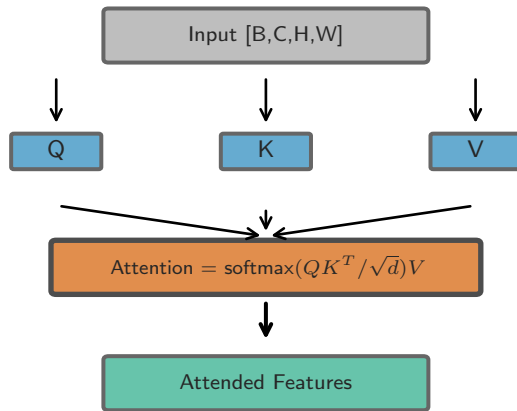 Input [B,C,H,W]
Q K V
Attention = softmax(QK^T/√d)V
Attended Features